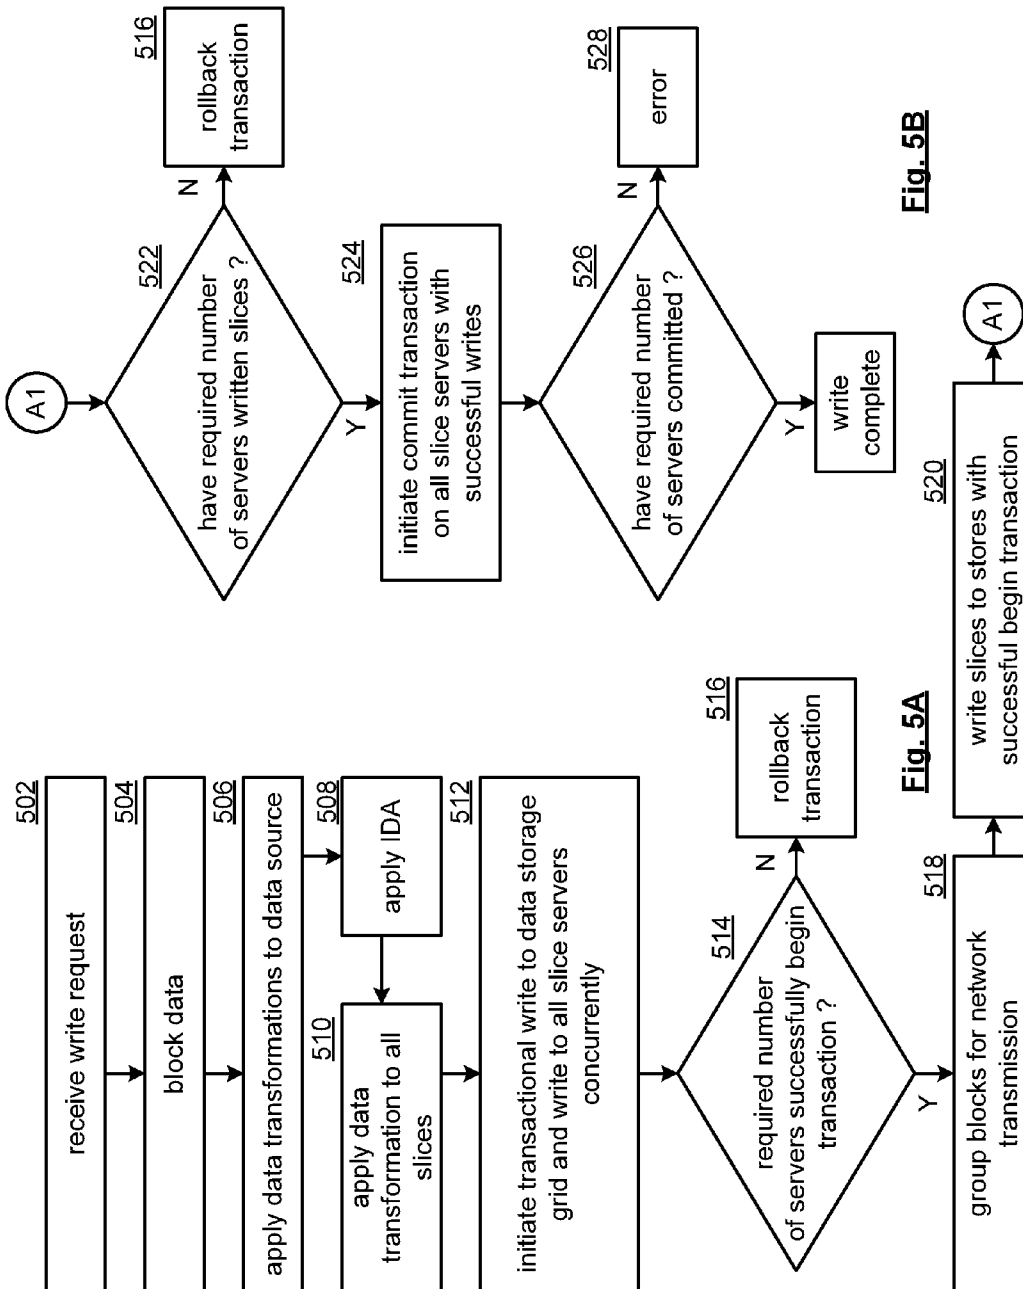 502
receive write request
504
block data
506
apply data transformations to data source
508
apply IDA
510
apply data
transformation to all
slices
512
initiate transactional write to data storage
grid and write to all slice servers
concurrently
514
required number
of servers successfully begin
transaction ?
N
516
rollback
transaction
Y
518
group blocks for network
transmission
520
write slices to stores with
successful begin transaction
A1
Fig. 5A
A1
522
have required number
of servers written slices ?
N
516
rollback
transaction
Y
524
initiate commit transaction
on all slice servers with
successful writes
526
have required number
of servers committed ?
N
528
error
Y
write
complete
Fig. 5B